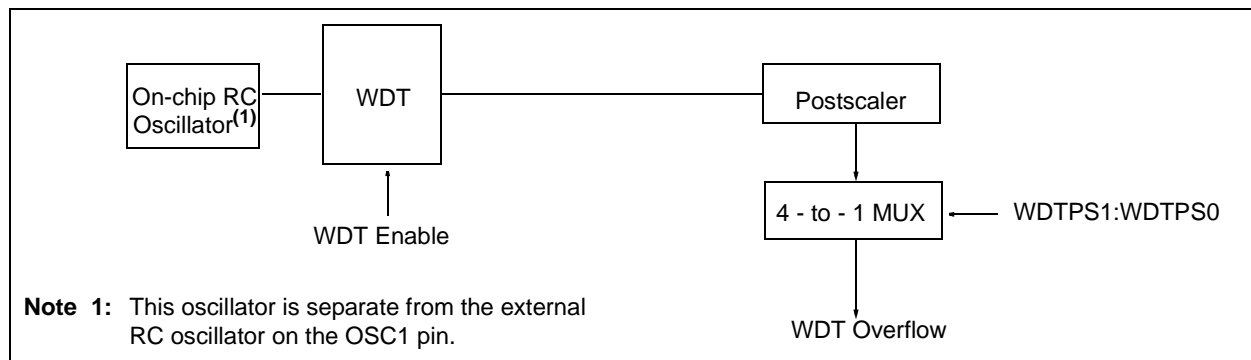 On-chip RC
Oscillator(1)
WDT
Postscaler
WDT Enable
4 - to - 1 MUX
WDTPS1:WDTPS0
WDT Overflow
Note 1: This oscillator is separate from the external
RC oscillator on the OSC1 pin.